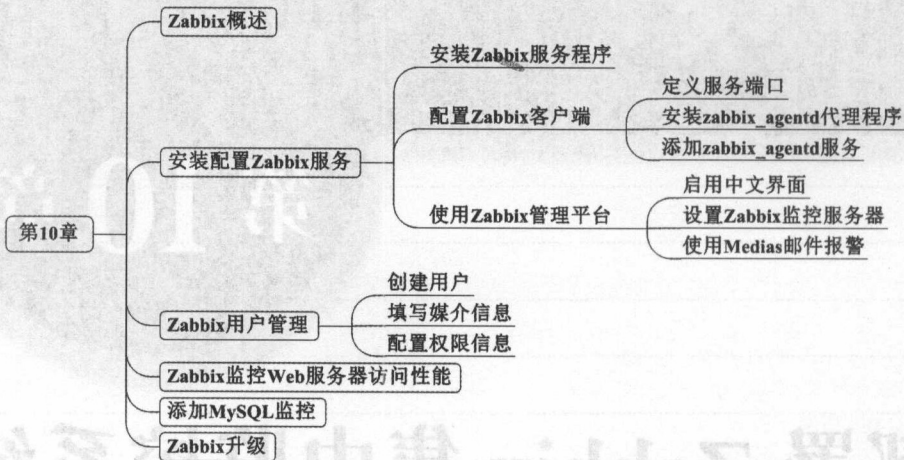 第10章
Zabbix概述
安装配置Zabbix服务
安装Zabbix服务程序
配置Zabbix客户端
定义服务端口
安装zabbix_agentd代理程序
添加zabbix_agentd服务
使用Zabbix管理平台
启用中文界面
设置Zabbix监控服务器
使用Medias邮件报警
Zabbix用户管理
创建用户
填写媒介信息
配置权限信息
Zabbix监控Web服务器访问性能
添加MySQL监控
Zabbix升级